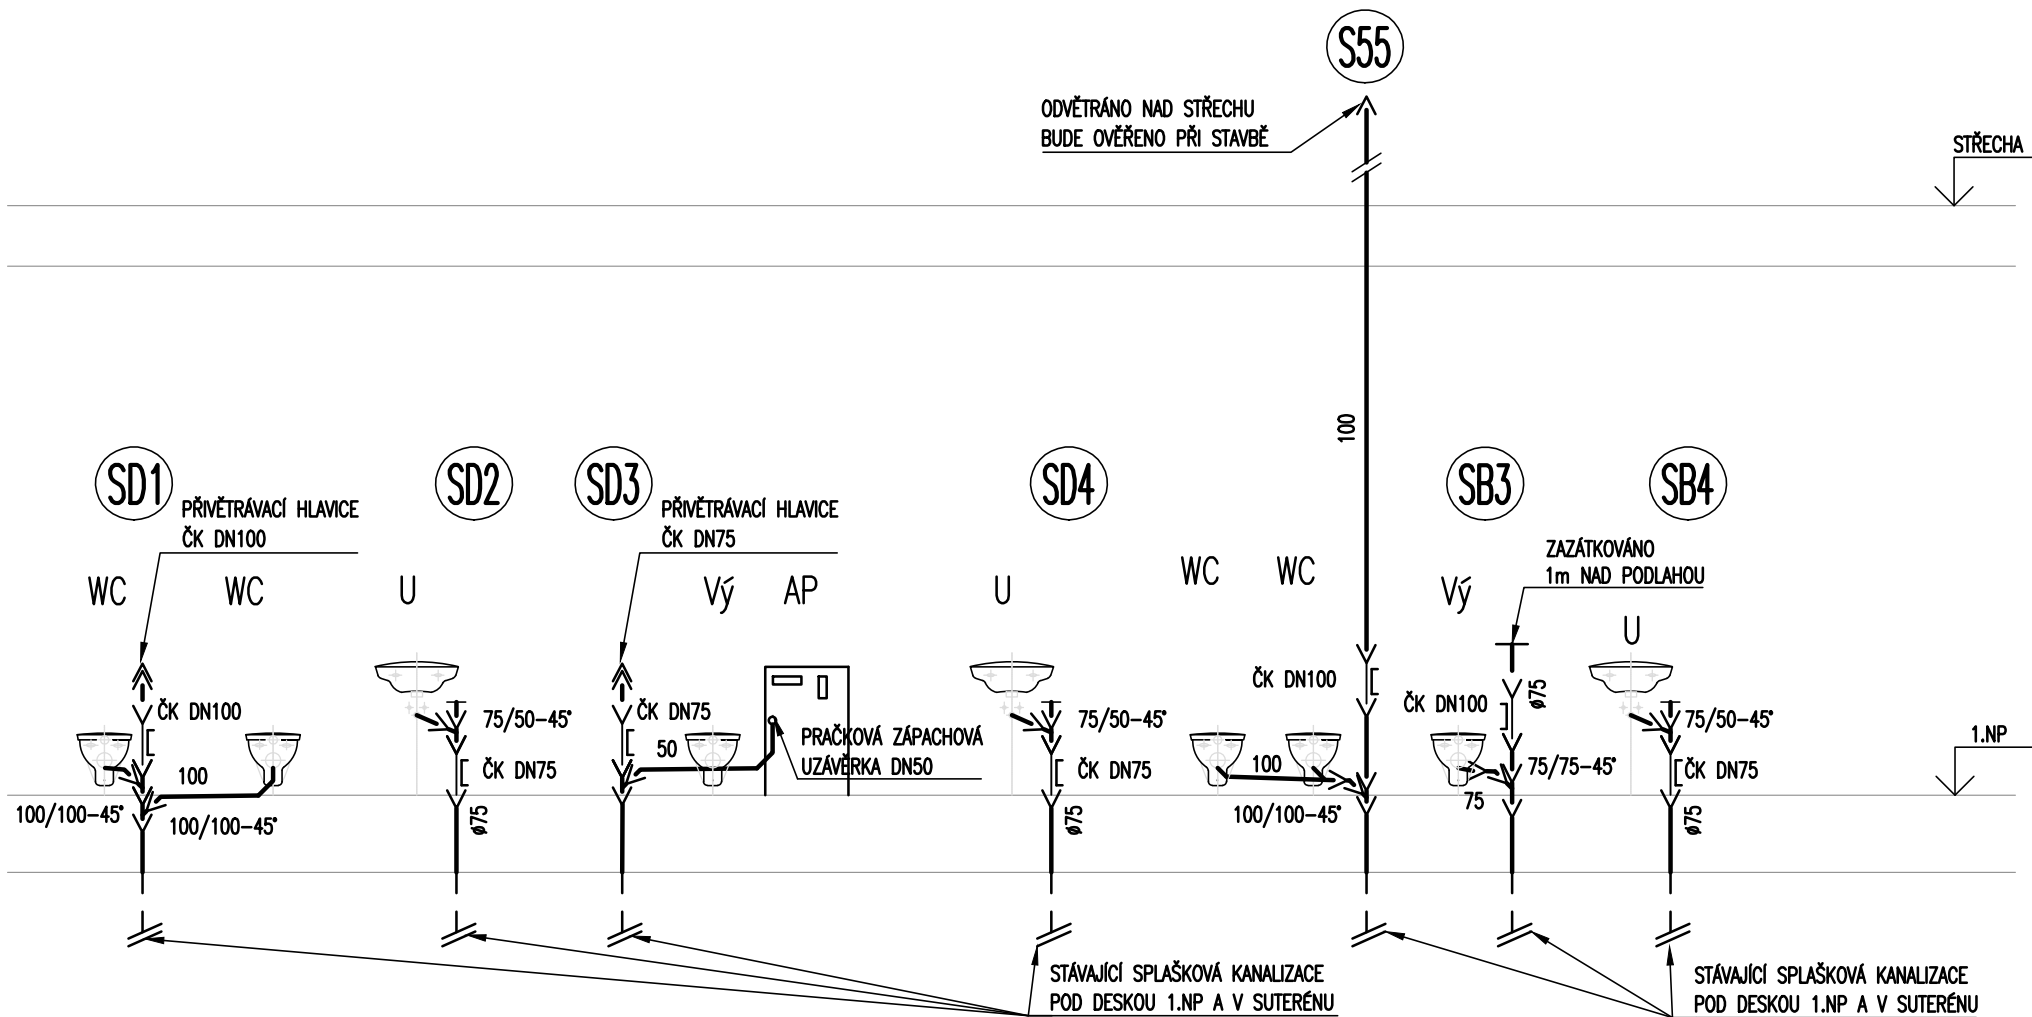 S55
ODVĚTRÁNO NAD STŘECHU
BUDE OVĚŘENO PŘI STAVBĚ
STŘECHA
100
SD1
SD2
SD3
SD4
SB3
SB4
PŘIVĚTRÁVACÍ HLAVICE
ČK DN100
PŘIVĚTRÁVACÍ HLAVICE
ČK DN75
ZAZÁTKOVÁNO
1m NAD PODLAHOU
WC
WC
U
Vý
AP
U
WC
WC
Vý
U
ČK DN100
100
100/100-45°
100/100-45°
75/50-45°
ČK DN75
ø75
ČK DN75
50
PRAČKOVÁ ZÁPACHOVÁ
UZÁVĚRKA DN50
75/50-45°
ČK DN75
ø75
ČK DN100
100
100/100-45°
ČK DN100
ø75
75/75-45°
75
75/50-45°
ČK DN75
ø75
1.NP
STÁVAJÍCÍ SPLAŠKOVÁ KANALIZACE
POD DESKOU 1.NP A V SUTERÉNU
STÁVAJÍCÍ SPLAŠKOVÁ KANALIZACE
POD DESKOU 1.NP A V SUTERÉNU